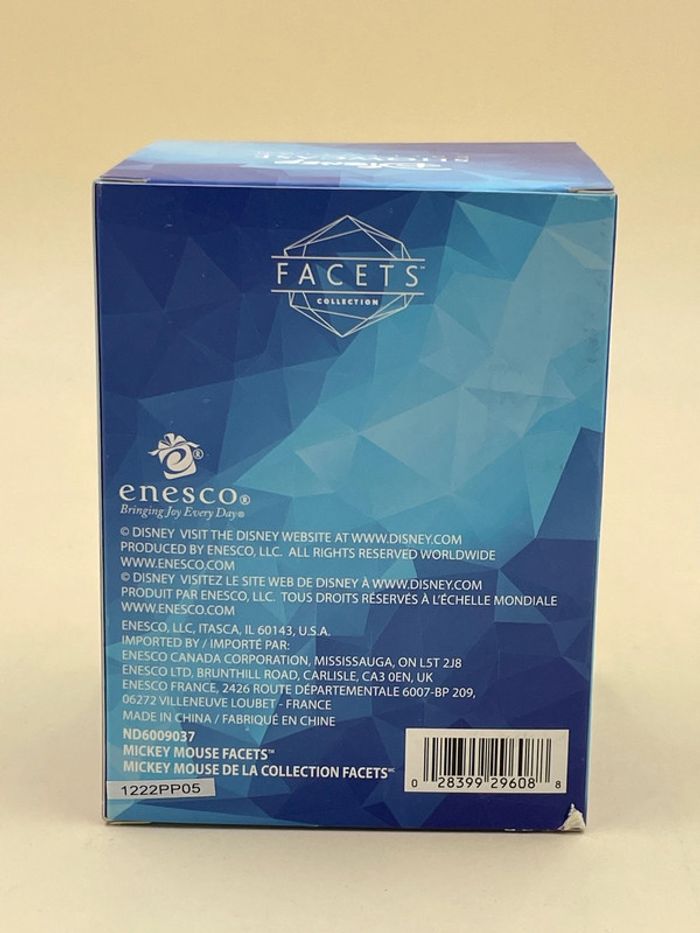 Disney
SHOWCASE
FACETS™
COLLECTION
®
enesco®
Bringing Joy Every Day®
© DISNEY VISIT THE DISNEY WEBSITE AT WWW.DISNEY.COM
PRODUCED BY ENESCO, LLC. ALL RIGHTS RESERVED WORLDWIDE
WWW.ENESCO.COM
© DISNEY VISITEZ LE SITE WEB DE DISNEY À WWW.DISNEY.COM
PRODUIT PAR ENESCO, LLC. TOUS DROITS RÉSERVÉS À L'ÉCHELLE MONDIALE
WWW.ENESCO.COM
ENESCO, LLC, ITASCA, IL 60143, U.S.A.
IMPORTED BY / IMPORTÉ PAR:
ENESCO CANADA CORPORATION, MISSISSAUGA, ON L5T 2J8
ENESCO LTD, BRUNTHILL ROAD, CARLISLE, CA3 0EN, UK
ENESCO FRANCE, 2426 ROUTE DÉPARTEMENTALE 6007-BP 209,
06272 VILLENEUVE LOUBET - FRANCE
MADE IN CHINA / FABRIQUÉ EN CHINE
ND6009037
MICKEY MOUSE FACETS™
MICKEY MOUSE DE LA COLLECTION FACETS™ᶜ
1222PP05
0 28399 29608 8